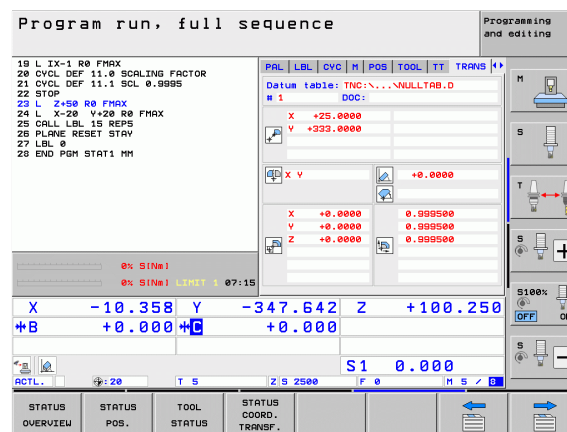 Program run, full sequence
Programming
and editing
19 L IX-1 R0 FMAX
20 CYCL DEF 11.0 SCALING FACTOR
21 CYCL DEF 11.1 SCL 0.9995
22 STOP
23 L Z+50 R0 FMAX
24 L X-20 Y+20 R0 FMAX
25 CALL LBL 15 REP5
26 PLANE RESET STAY
27 LBL 0
28 END PGM STAT1 MM
PAL LBL CYC M POS TOOL TT TRANS
Datum table: TNC:\...\NULLTAB.D
# 1 DOC:
X +25.0000
Y +333.0000
X Y +0.0000
X +0.0000 0.999500
Y +0.0000 0.999500
Z +0.0000 0.999500
0% S[Nm]
0% S[Nm] LIMIT 1 07:15
X -10.358 Y -347.642 Z +100.250
B +0.000 C +0.000
S1 0.000
ACTL. : 20 T 5 Z S 2500 F 0 M 5 / 8
M
S
T
S
S100%
OFF
S
STATUS OVERVIEW
STATUS POS.
TOOL STATUS
STATUS COORD. TRANSF.